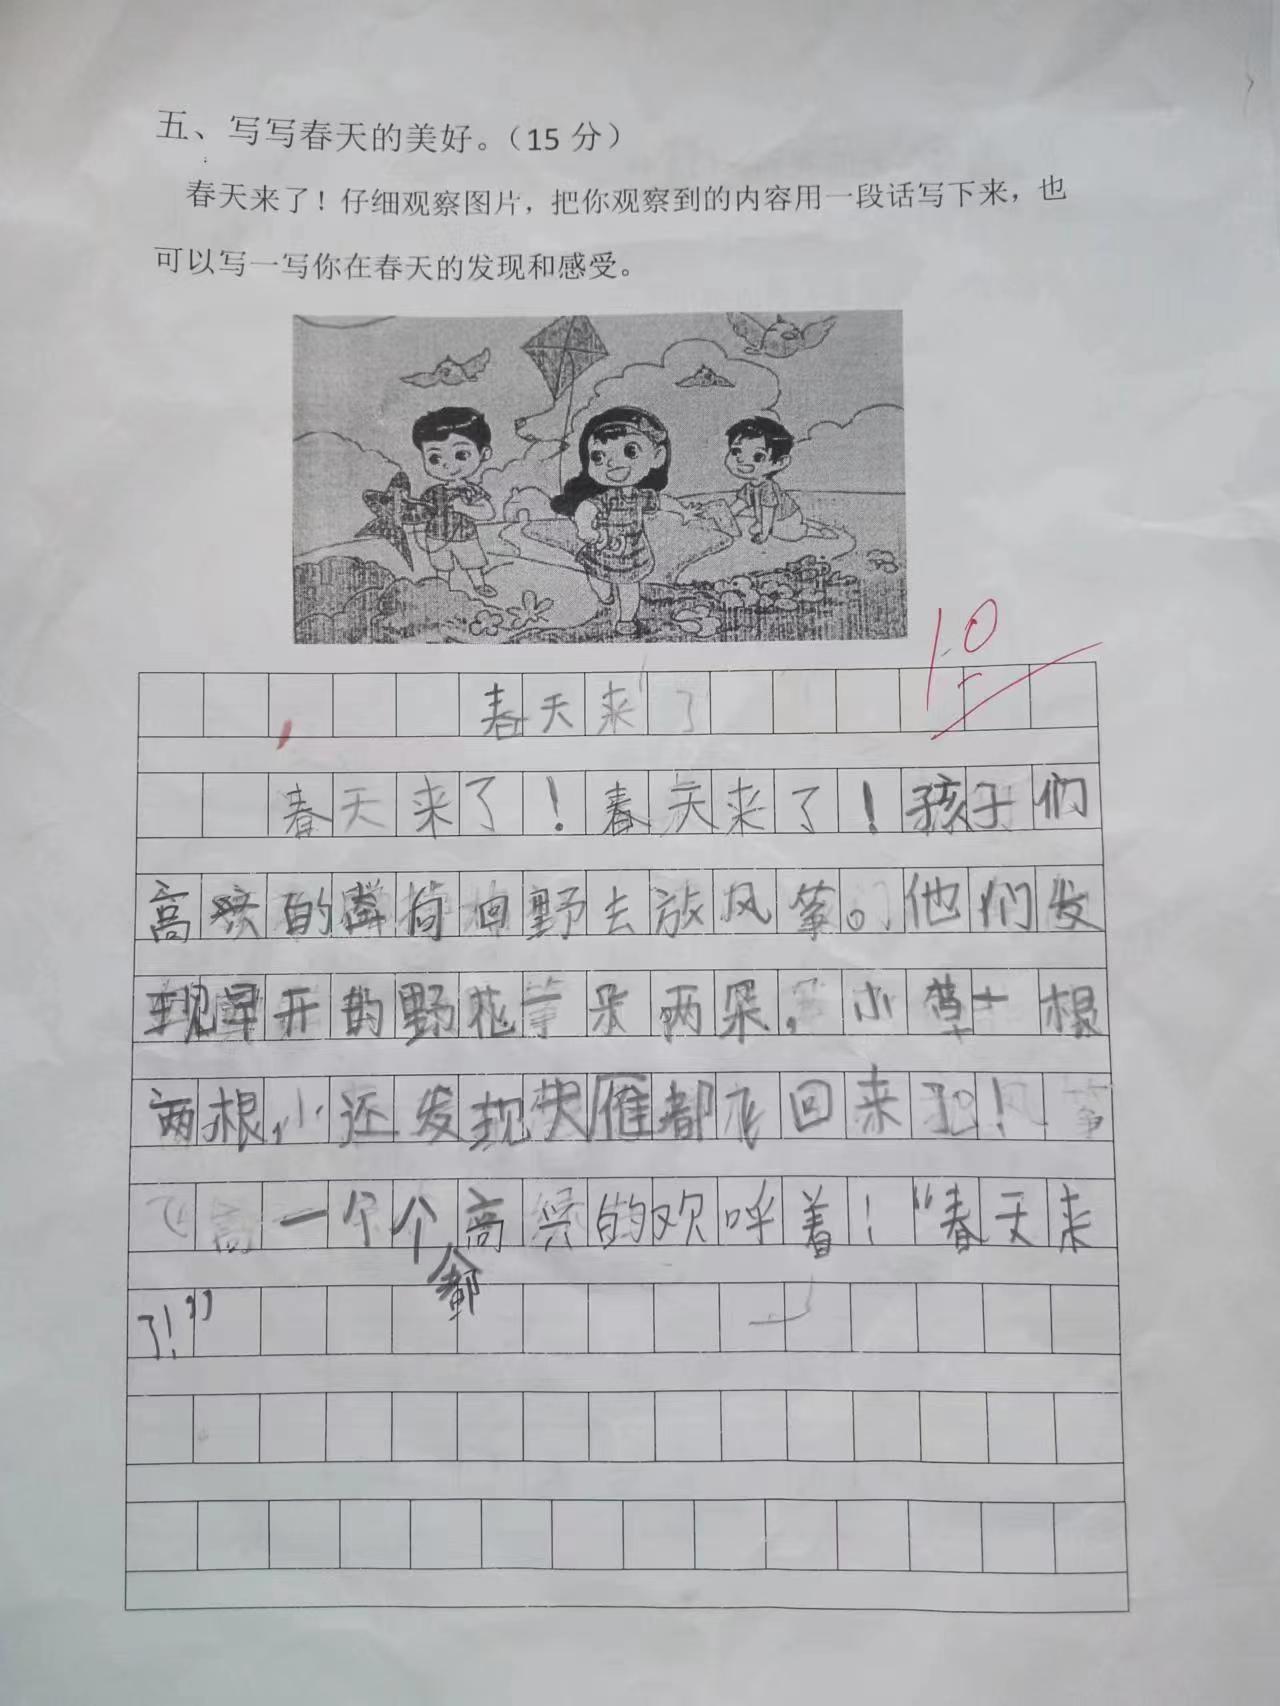 五、写写春天的美好。（15 分）
春天来了！仔细观察图片，把你观察到的内容用一段话写下来，也
可以写一写你在春天的发现和感受。
10
春天来了
春天来了！春天来了！孩子们
高兴的奔向田野去放风筝。他们发
现早开的野花一朵两朵，小草一根
两根，小还发现大雁都飞回来了！
一个个高兴的欢呼着！“春天来
都
了！”